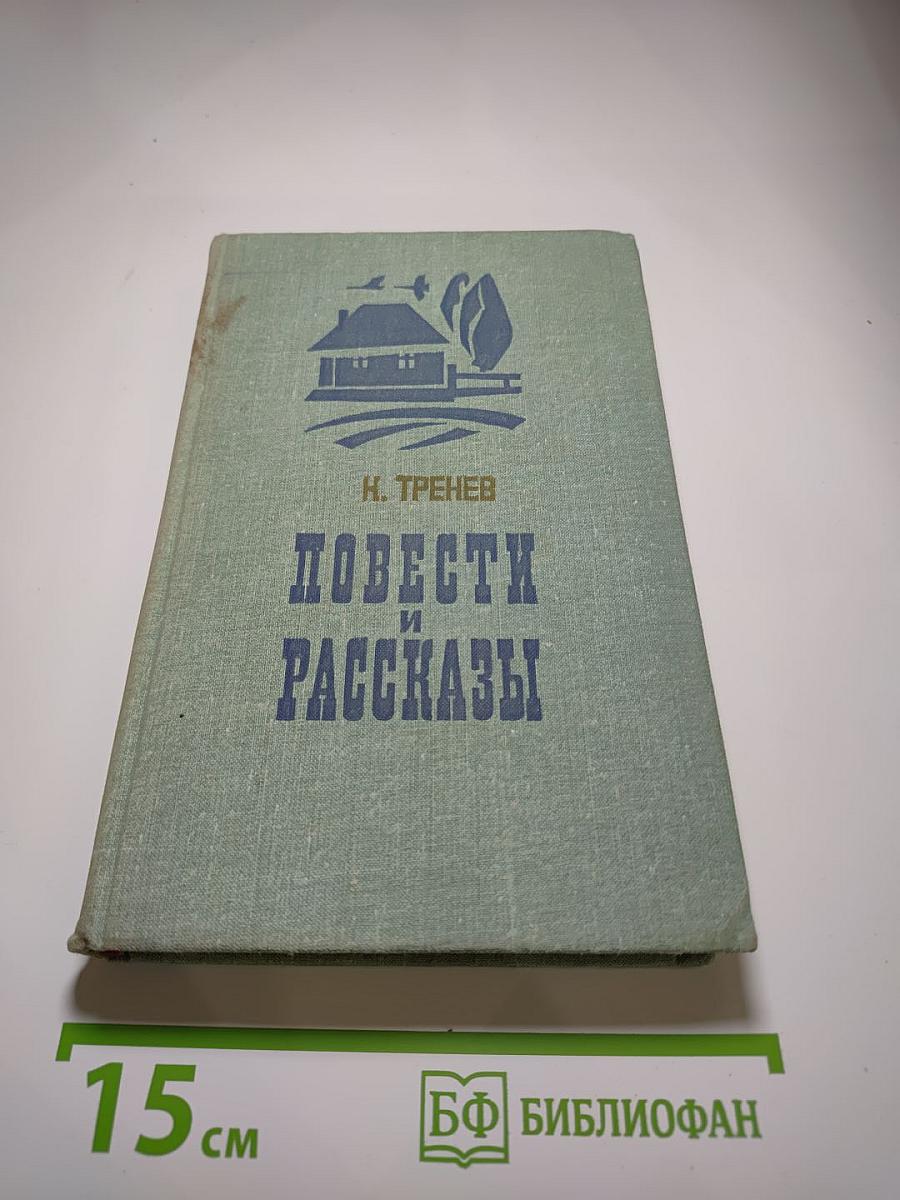 К. ТРЕНЕВ
ПОВЕСТИ
И
РАССКАЗЫ
15 см
БФ БИБЛИОФАН